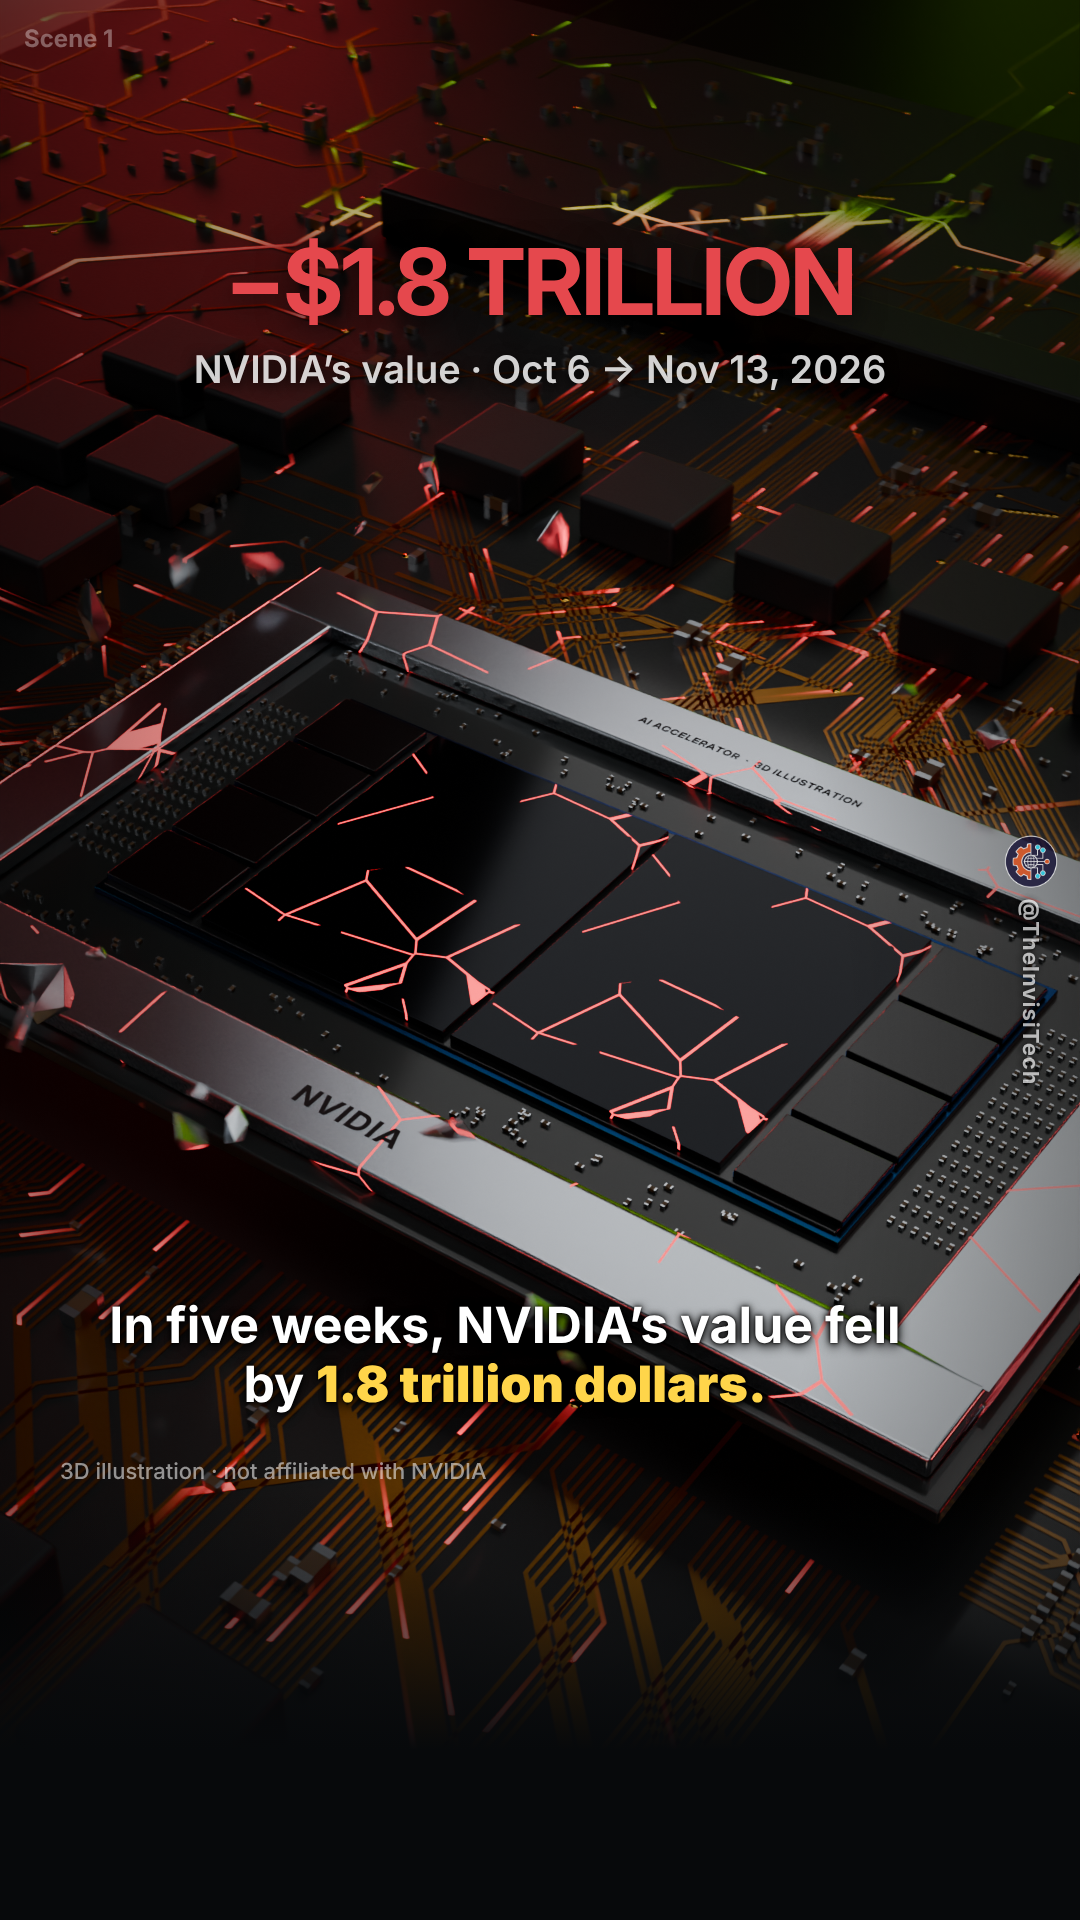 Scene 1
–$1.8 TRILLION
NVIDIA’s value · Oct 6 → Nov 13, 2026
AI ACCELERATOR · 3D ILLUSTRATION
@TheInvisiTech
NVIDIA
In five weeks, NVIDIA’s value fell
by 1.8 trillion dollars.
3D illustration · not affiliated with NVIDIA